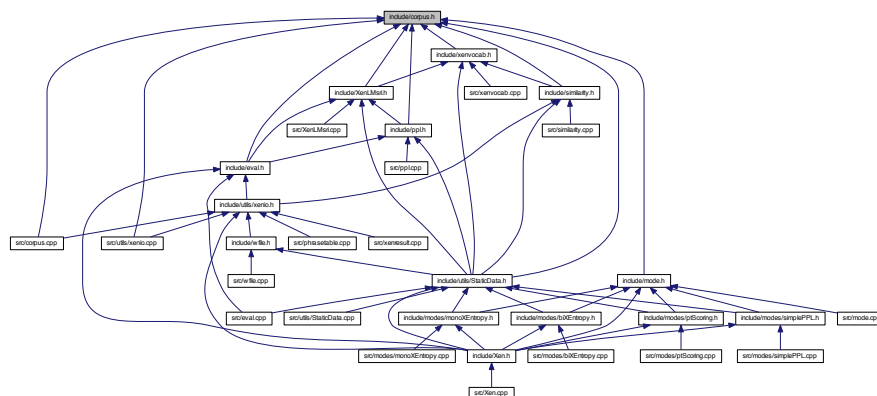 include/corpus.h
include/xenvocab.h
include/XenLMsri.h
src/xenvocab.cpp
include/similarity.h
src/XenLMsri.cpp
include/ppl.h
src/similarity.cpp
include/eval.h
src/ppl.cpp
include/utils/xenio.h
src/corpus.cpp
src/utils/xenio.cpp
include/wfile.h
src/phrasetable.cpp
src/xenresult.cpp
src/wfile.cpp
include/utils/StaticData.h
include/mode.h
src/eval.cpp
src/utils/StaticData.cpp
include/modes/monoXEntropy.h
include/modes/biXEntropy.h
include/modes/ptScoring.h
include/modes/simplePPL.h
src/mode.cp
src/modes/monoXEntropy.cpp
include/Xen.h
src/modes/biXEntropy.cpp
src/modes/ptScoring.cpp
src/modes/simplePPL.cpp
src/Xen.cpp